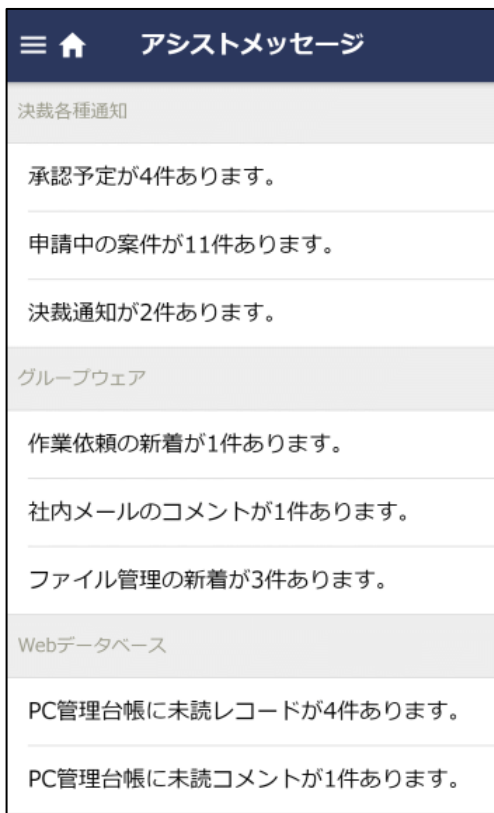 アシストメッセージ
決裁各種通知
承認予定が4件あります。
申請中の案件が11件あります。
決裁通知が2件あります。
グループウェア
作業依頼の新着が1件あります。
社内メールのコメントが1件あります。
ファイル管理の新着が3件あります。
Webデータベース
PC管理台帳に未読レコードが4件あります。
PC管理台帳に未読コメントが1件あります。